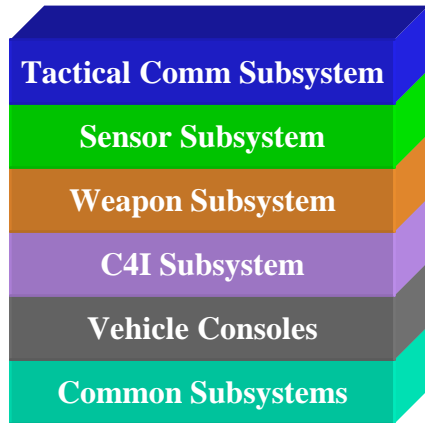 Tactical Comm Subsystem
Sensor Subsystem
Weapon Subsystem
C4I Subsystem
Vehicle Consoles
Common Subsystems